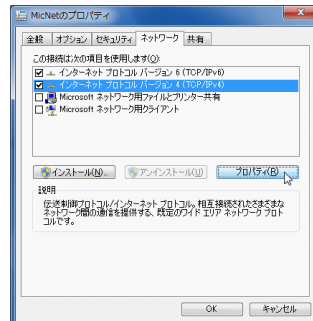 MicNetのプロパティ
全般 オプション セキュリティ ネットワーク 共有
この接続は次の項目を使用します(O):
インターネット プロトコル バージョン 6 (TCP/IPv6)
インターネット プロトコル バージョン 4 (TCP/IPv4)
Microsoft ネットワーク用ファイルとプリンター共有
Microsoft ネットワーク用クライアント
インストール(N)... アンインストール(U) プロパティ(R)
説明
伝送制御プロトコル/インターネット プロトコル。相互接続されたさまざまな
ネットワーク間の通信を提供する、既定のワイド エリア ネットワーク プロト
コルです。
OK キャンセル